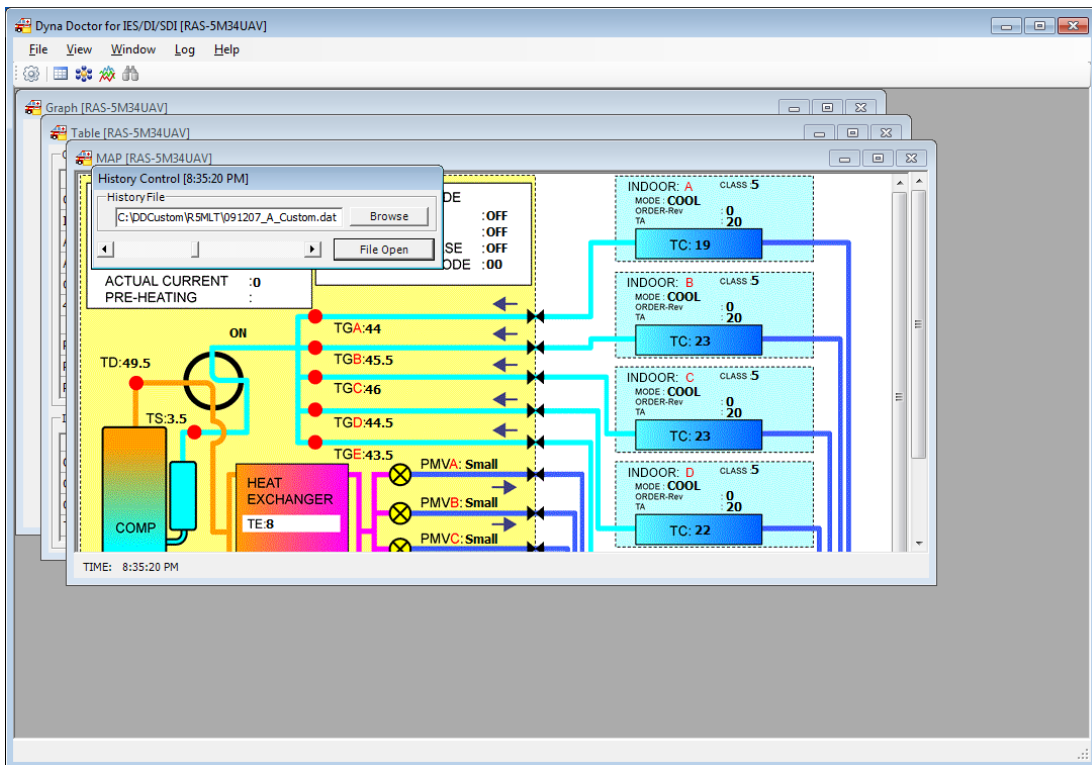 Dyna Doctor for IES/DI/SDI [RAS-5M34UAV]
File View Window Log Help
Graph [RAS-5M34UAV]
Table [RAS-5M34UAV]
MAP [RAS-5M34UAV]
History Control [8:35:20 PM]
History File
C:\DDCustom\R5MLT\091207_A_Custom.dat
Browse
File Open
DE
:OFF
:OFF
SE :OFF
ODE :00
ACTUAL CURRENT :0
PRE-HEATING :
ON
TD:49.5
TS:3.5
COMP
HEAT
EXCHANGER
TE:8
TGA:44
TGB:45.5
TGC:46
TGD:44.5
TGE:43.5
PMVA: Small
PMVB: Small
PMVC: Small
INDOOR: A CLASS :5
MODE : COOL
ORDER-Rev : 0
TA : 20
TC: 19
INDOOR: B CLASS :5
MODE : COOL
ORDER-Rev : 0
TA : 20
TC: 23
INDOOR: C CLASS :5
MODE : COOL
ORDER-Rev : 0
TA : 20
TC: 23
INDOOR: D CLASS :5
MODE : COOL
ORDER-Rev : 0
TA : 20
TC: 22
TIME: 8:35:20 PM